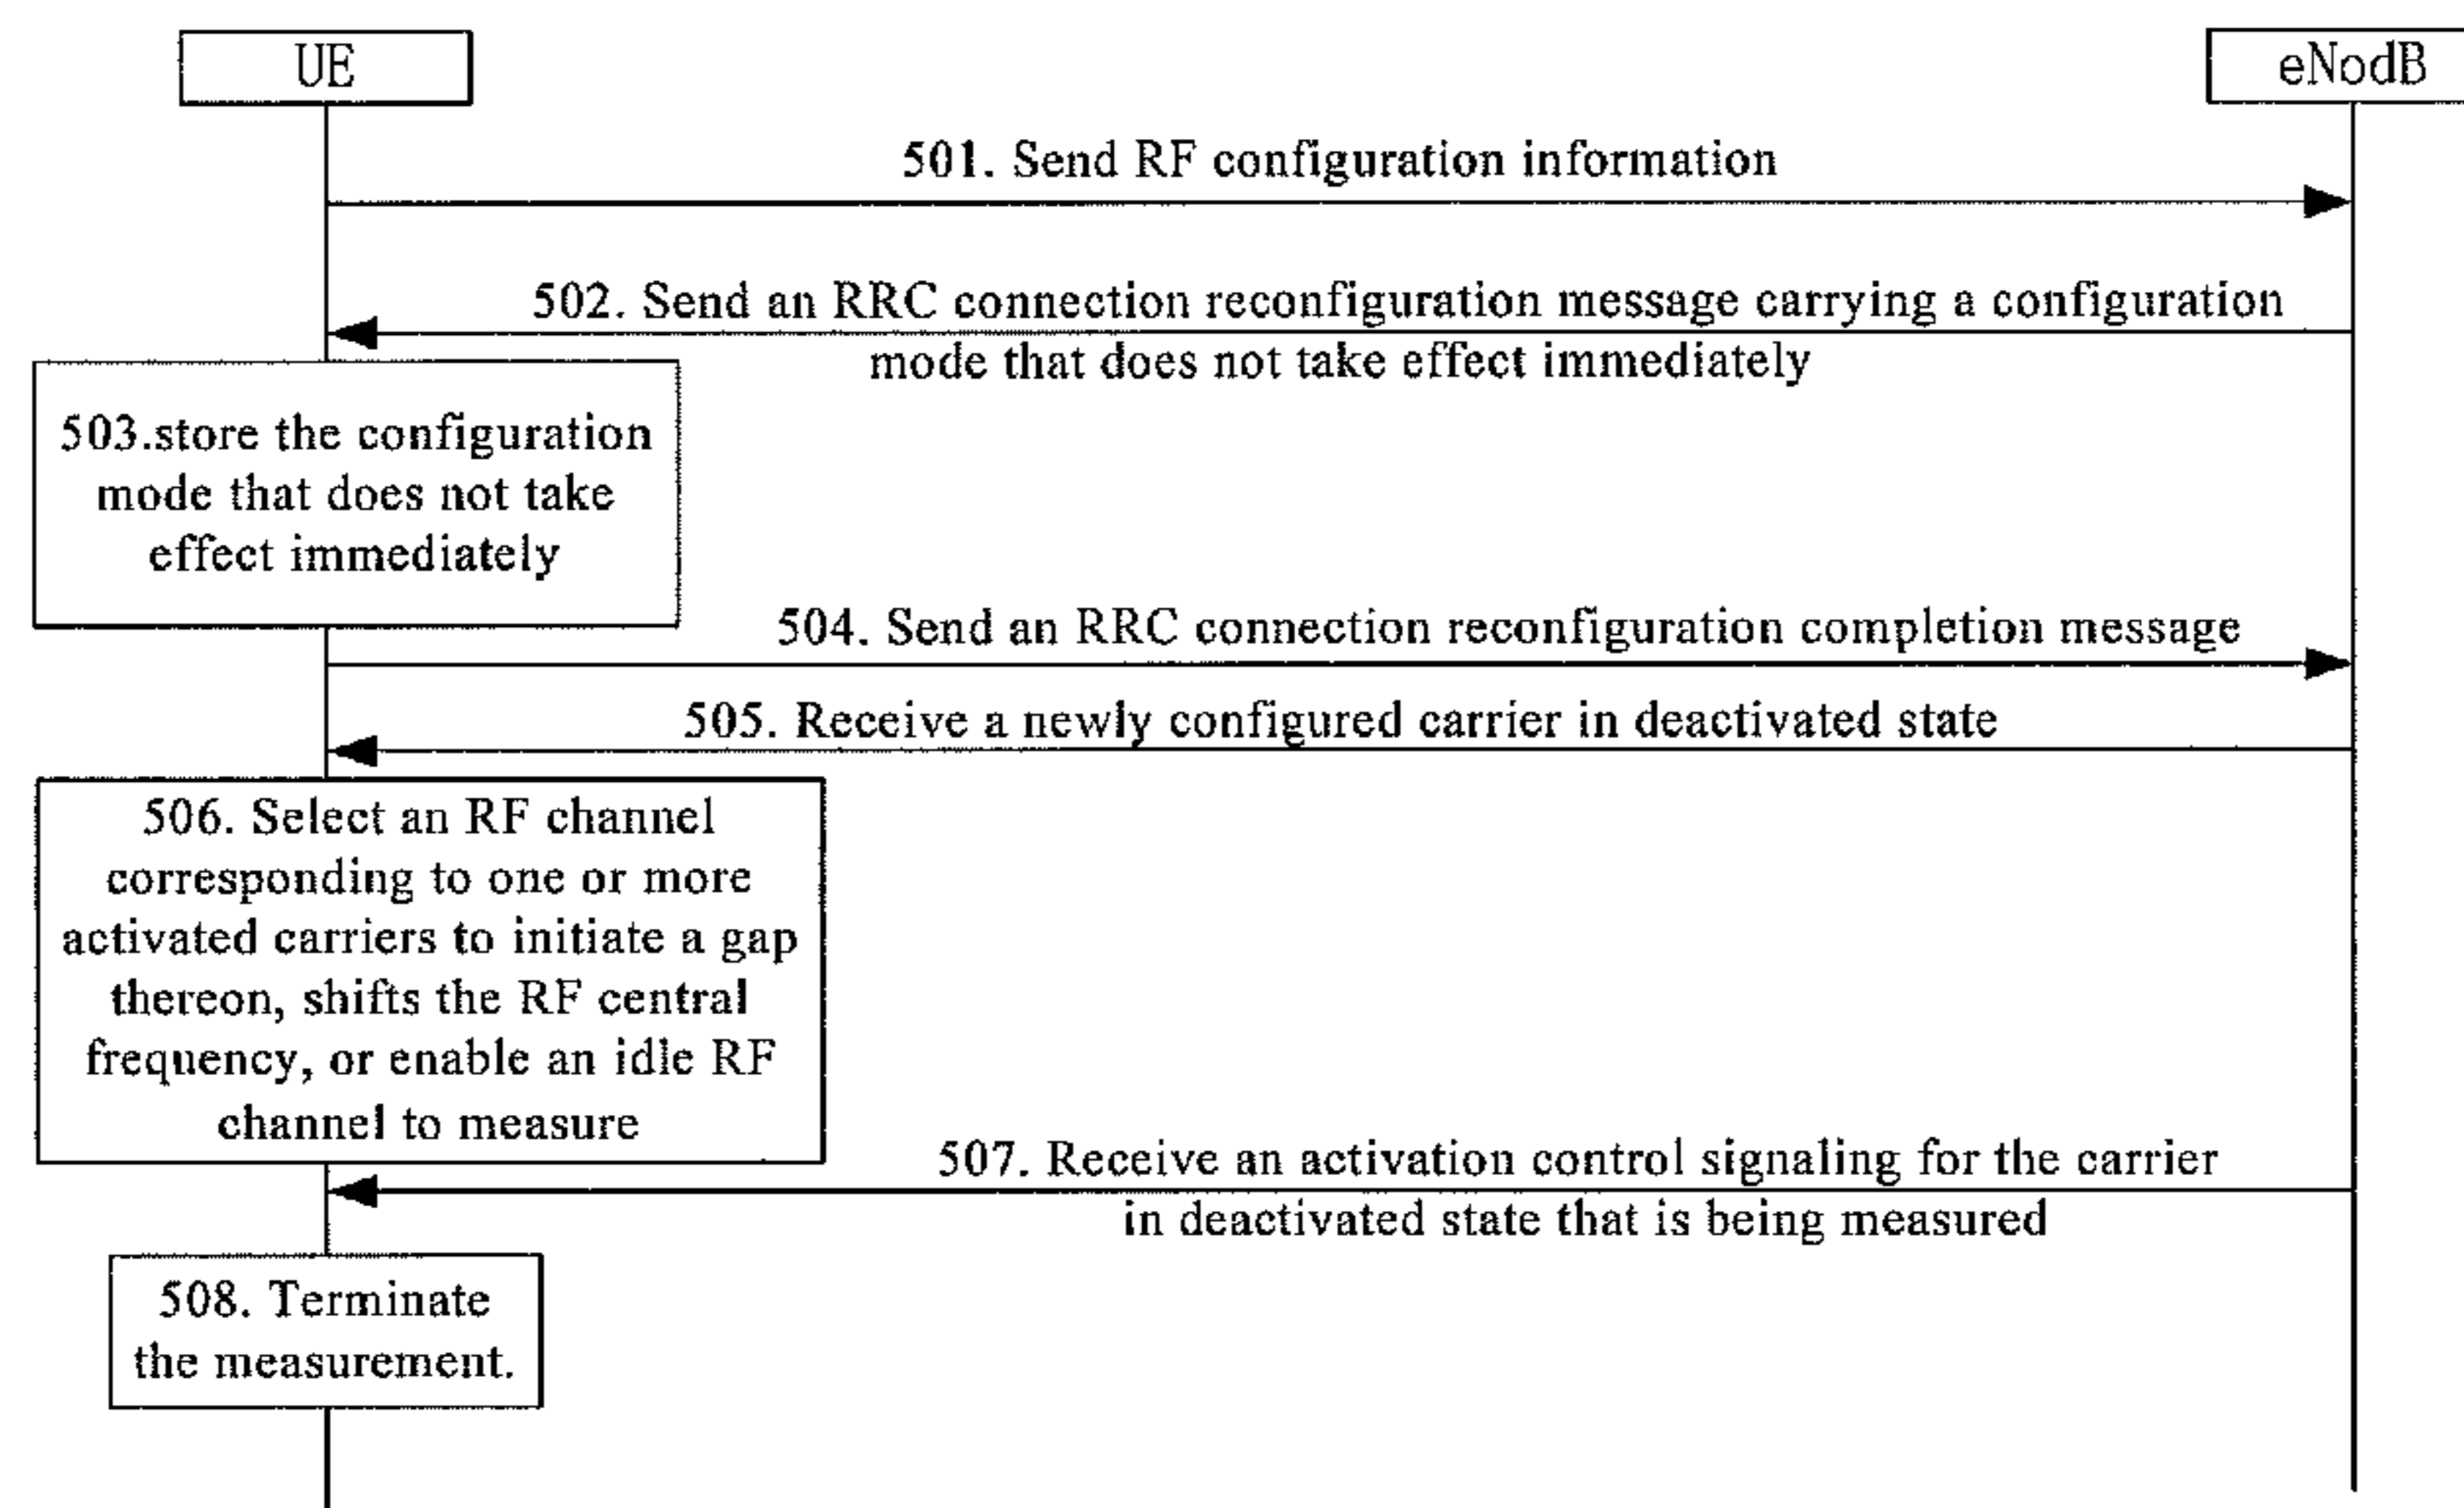 UE
eNodB
501. Send RF configuration information
502. Send an RRC connection reconfiguration message carrying a configuration
mode that does not take effect immediately
503.store the configuration
mode that does not take
effect immediately
504. Send an RRC connection reconfiguration completion message
505. Receive a newly configured carrier in deactivated state
506. Select an RF channel
corresponding to one or more
activated carriers to initiate a gap
thereon, shifts the RF central
frequency, or enable an idle RF
channel to measure
507. Receive an activation control signaling for the carrier
in deactivated state that is being measured
508. Terminate
the measurement.